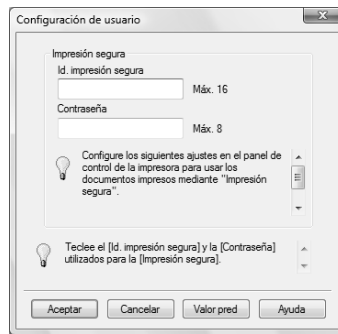 Configuración de usuario
Impresión segura
Id. impresión segura
Máx. 16
Contraseña
Máx. 8
Configure los siguientes ajustes en el panel de
control de la impresora para usar los
documentos impresos mediante "Impresión
segura".
Teclee el [Id. impresión segura] y la [Contraseña]
utilizados para la [Impresión segura].
Aceptar Cancelar Valor pred Ayuda